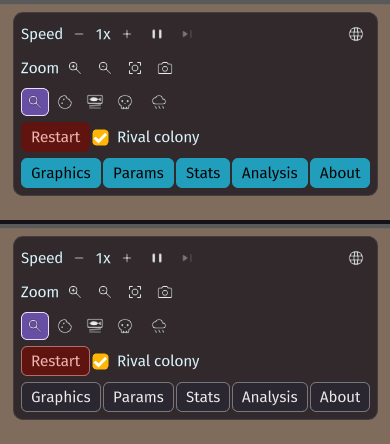 Speed − 1x +
Zoom
Restart Rival colony
Graphics Params Stats Analysis About
Speed − 1x +
Zoom
Restart Rival colony
Graphics Params Stats Analysis About